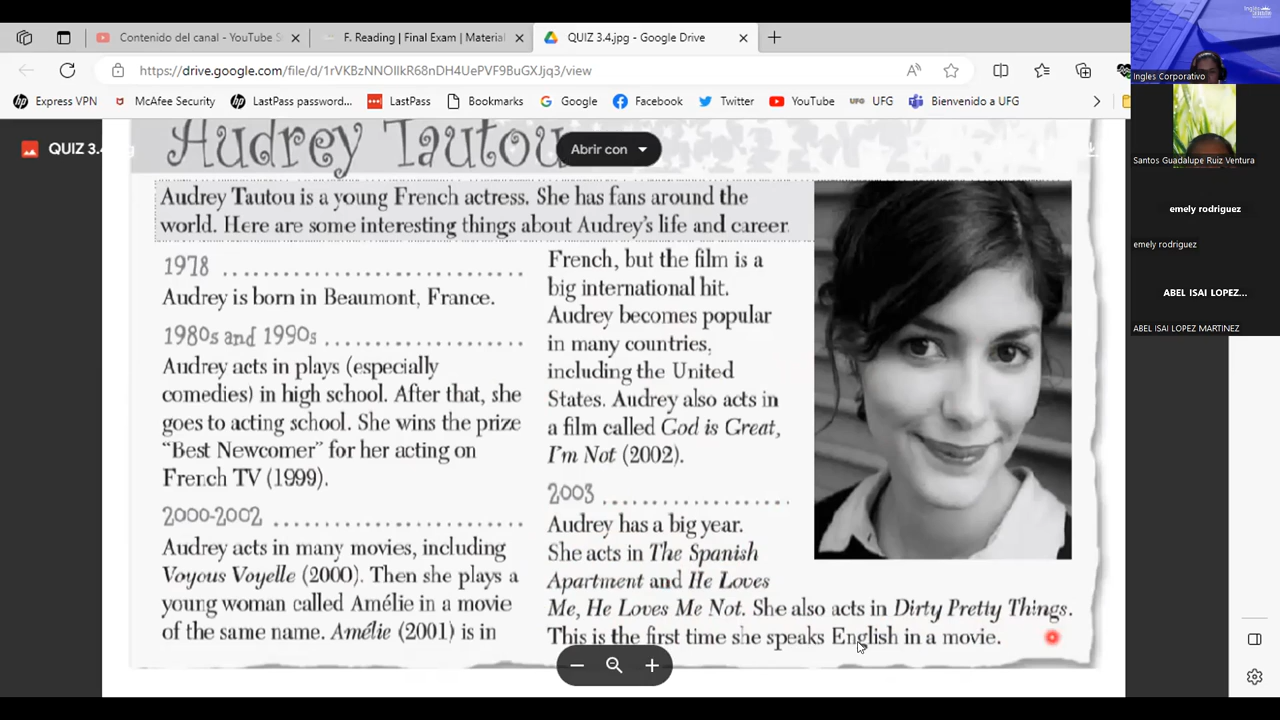 Contenido del canal - YouTube S
F. Reading | Final Exam | Material
QUIZ 3.4.jpg - Google Drive
https://drive.google.com/file/d/1rVKBzNNOIlkR68nDH4UePVF9BuGXJjq3/view
Express VPN
McAfee Security
LastPass password...
LastPass
Bookmarks
Google
Facebook
Twitter
YouTube
UFG
Bienvenido a UFG
QUIZ 3.4
Abrir con
Audrey Tautou
Audrey Tautou is a young French actress. She has fans around the
world. Here are some interesting things about Audrey's life and career.
1978
Audrey is born in Beaumont, France.
1980s and 1990s
Audrey acts in plays (especially
comedies) in high school. After that, she
goes to acting school. She wins the prize
"Best Newcomer" for her acting on
French TV (1999).
2000-2002
Audrey acts in many movies, including
Voyous Voyelle (2000). Then she plays a
young woman called Amélie in a movie
of the same name. Amélie (2001) is in
French, but the film is a
big international hit.
Audrey becomes popular
in many countries,
including the United
States. Audrey also acts in
a film called God is Great,
I'm Not (2002).
2003
Audrey has a big year.
She acts in The Spanish
Apartment and He Loves
Me, He Loves Me Not. She also acts in Dirty Pretty Things.
This is the first time she speaks English in a movie.
Ingles Corporativo
Santos Guadalupe Ruiz Ventura
emely rodriguez
emely rodriguez
ABEL ISAI LOPEZ...
ABEL ISAI LOPEZ MARTINEZ